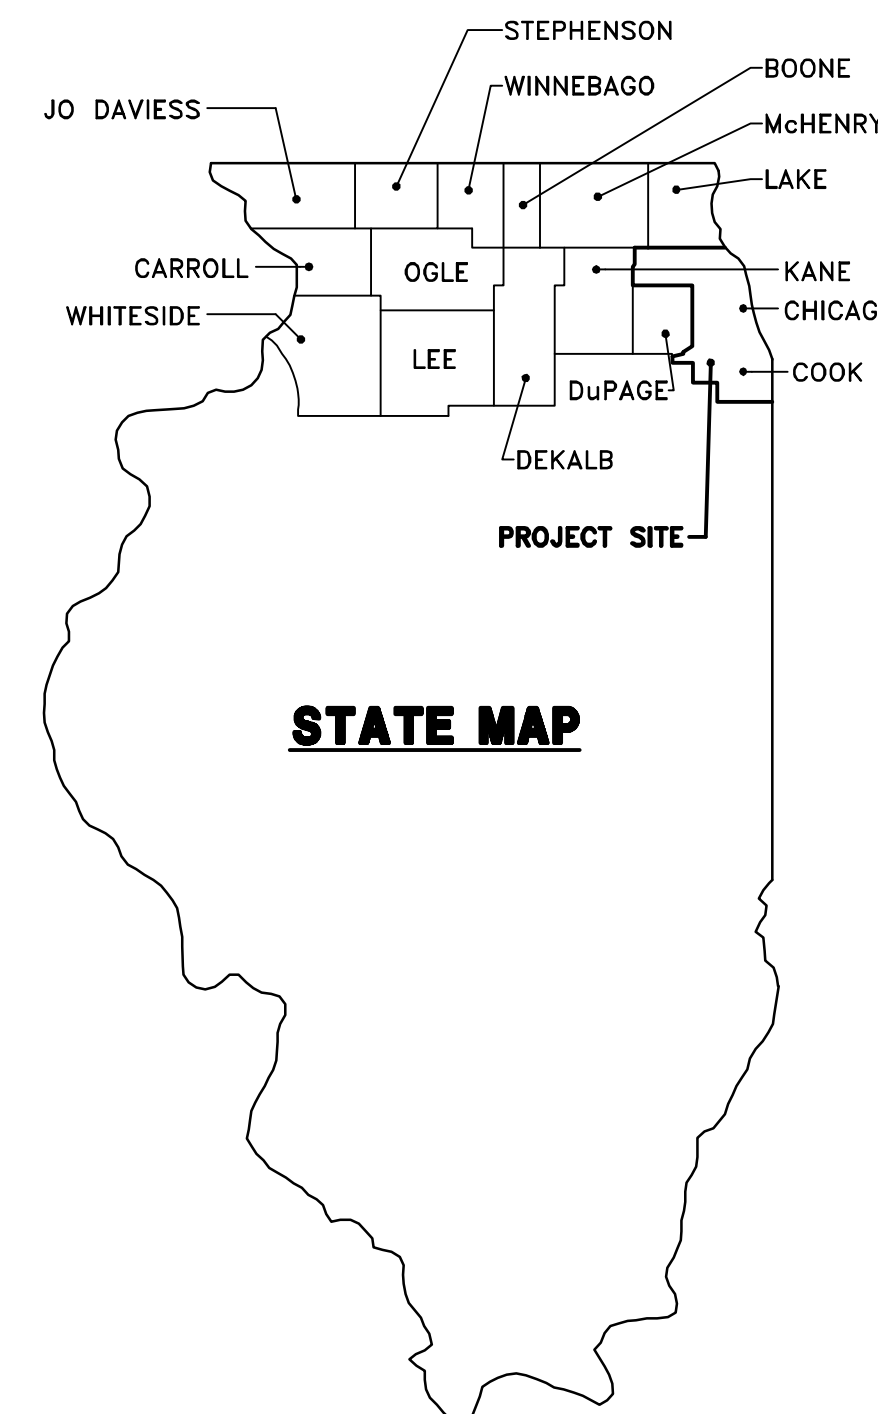 STEPHENSON
BOONE
WINNEBAGO
JO DAVIESS
McHENRY
LAKE
CARROLL
OGLE
KANE
CHICAG
WHITESIDE
LEE
COOK
DuPAGE
DEKALB
PROJECT SITE
STATE MAP